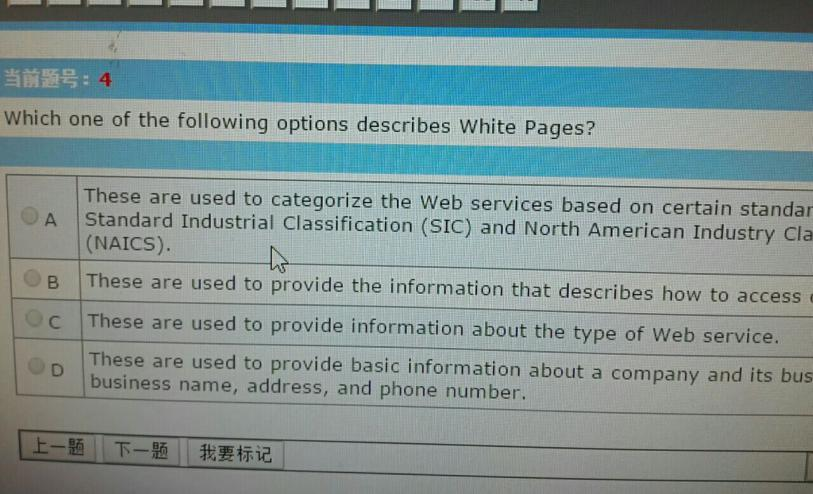 当前题号：4
Which one of the following options describes White Pages?
A
These are used to categorize the Web services based on certain
Standard Industrial Classification (SIC) and North American Industry
(NAICS).
B
These are used to provide the information that describes how to access
C
These are used to provide information about the type of Web service.
D
These are used to provide basic information about a company and its
business name, address, and phone number.
上一题 下一题 我要标记